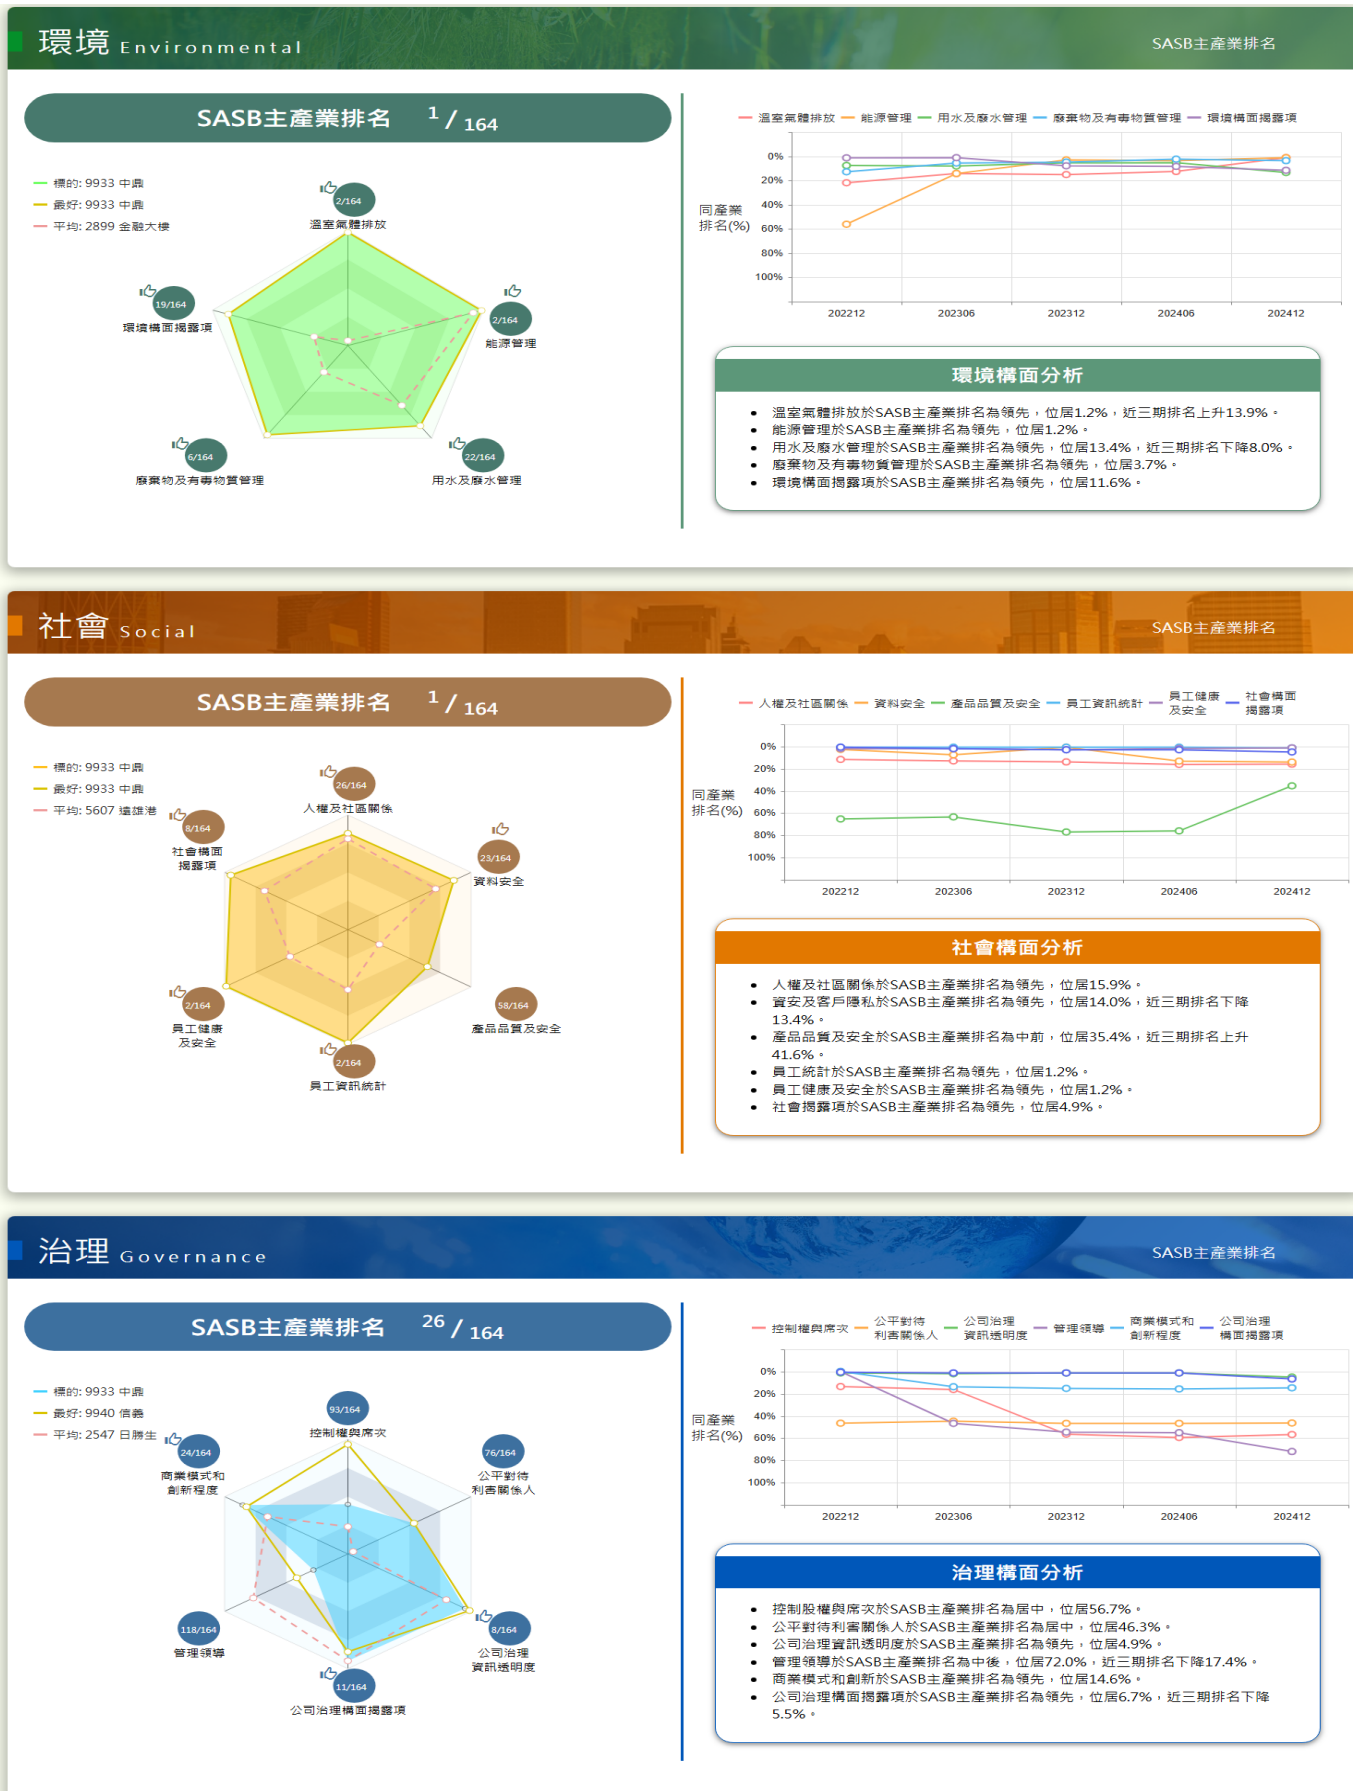 環境 Environmental
SASB主產業排名
SASB主產業排名 1 / 164
標的: 9933 中鼎
最好: 9933 中鼎
平均: 2899 金融大樓
2/164
溫室氣體排放
2/164
能源管理
22/164
用水及廢水管理
6/164
廢棄物及有毒物質管理
19/164
環境構面揭露項
溫室氣體排放 能源管理 用水及廢水管理 廢棄物及有毒物質管理 環境構面揭露項
同產業
排名(%)
0%
20%
40%
60%
80%
100%
202212 202306 202312 202406 202412
環境構面分析
• 溫室氣體排放於SASB主產業排名為領先，位居1.2%，近三期排名上升13.9%。
• 能源管理於SASB主產業排名為領先，位居1.2%。
• 用水及廢水管理於SASB主產業排名為領先，位居13.4%，近三期排名下降8.0%。
• 廢棄物及有毒物質管理於SASB主產業排名為領先，位居3.7%。
• 環境構面揭露項於SASB主產業排名為領先，位居11.6%。
社會 Social
SASB主產業排名
SASB主產業排名 1 / 164
標的: 9933 中鼎
最好: 9933 中鼎
平均: 5607 遠雄港
26/164
人權及社區關係
23/164
資料安全
58/164
產品品質及安全
2/164
員工資訊統計
2/164
員工健康
及安全
8/164
社會構面
揭露項
人權及社區關係 資料安全 產品品質及安全 員工資訊統計 員工健康及安全 社會構面揭露項
同產業
排名(%)
0%
20%
40%
60%
80%
100%
202212 202306 202312 202406 202412
社會構面分析
• 人權及社區關係於SASB主產業排名為領先，位居15.9%。
• 資安及客戶隱私於SASB主產業排名為領先，位居14.0%，近三期排名下降
13.4%。
• 產品品質及安全於SASB主產業排名為中前，位居35.4%，近三期排名上升
41.6%。
• 員工統計於SASB主產業排名為領先，位居1.2%。
• 員工健康及安全於SASB主產業排名為領先，位居1.2%。
• 社會揭露項於SASB主產業排名為領先，位居4.9%。
治理 Governance
SASB主產業排名
SASB主產業排名 26 / 164
標的: 9933 中鼎
最好: 9940 信義
平均: 2547 日勝生
93/164
控制權與席次
76/164
公平對待
利害關係人
8/164
公司治理
資訊透明度
11/164
公司治理構面揭露項
118/164
管理領導
24/164
商業模式和
創新程度
控制權與席次 公平對待利害關係人 公司治理資訊透明度 管理領導 商業模式和創新程度 公司治理構面揭露項
同產業
排名(%)
0%
20%
40%
60%
80%
100%
202212 202306 202312 202406 202412
治理構面分析
• 控制股權與席次於SASB主產業排名為居中，位居56.7%。
• 公平對待利害關係人於SASB主產業排名為居中，位居46.3%。
• 公司治理資訊透明度於SASB主產業排名為領先，位居4.9%。
• 管理領導於SASB主產業排名為中後，位居72.0%，近三期排名下降17.4%。
• 商業模式和創新於SASB主產業排名為領先，位居14.6%。
• 公司治理構面揭露項於SASB主產業排名為領先，位居6.7%，近三期排名下降
5.5%。